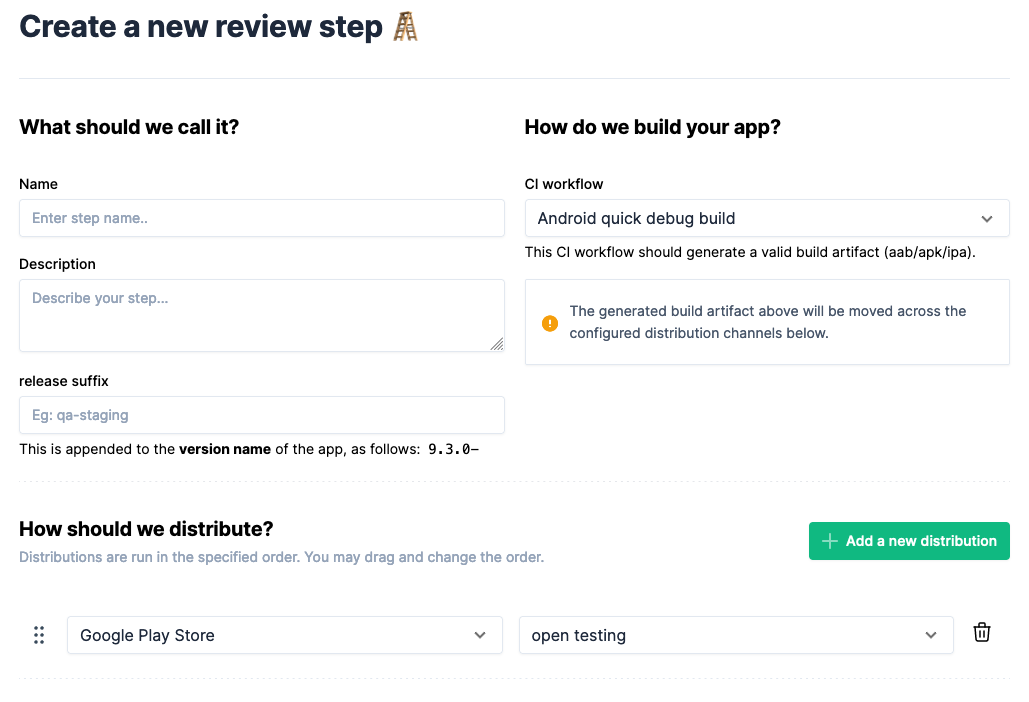 Create a new review step
What should we call it?
Name
Enter step name..
Description
Describe your step...
release suffix
Eg: qa-staging
This is appended to the version name of the app, as follows: 9.3.0-
How do we build your app?
CI workflow
Android quick debug build
This CI workflow should generate a valid build artifact (aab/apk/ipa).
The generated build artifact above will be moved across the
configured distribution channels below.
How should we distribute?
Distributions are run in the specified order. You may drag and change the order.
Add a new distribution
Google Play Store
open testing